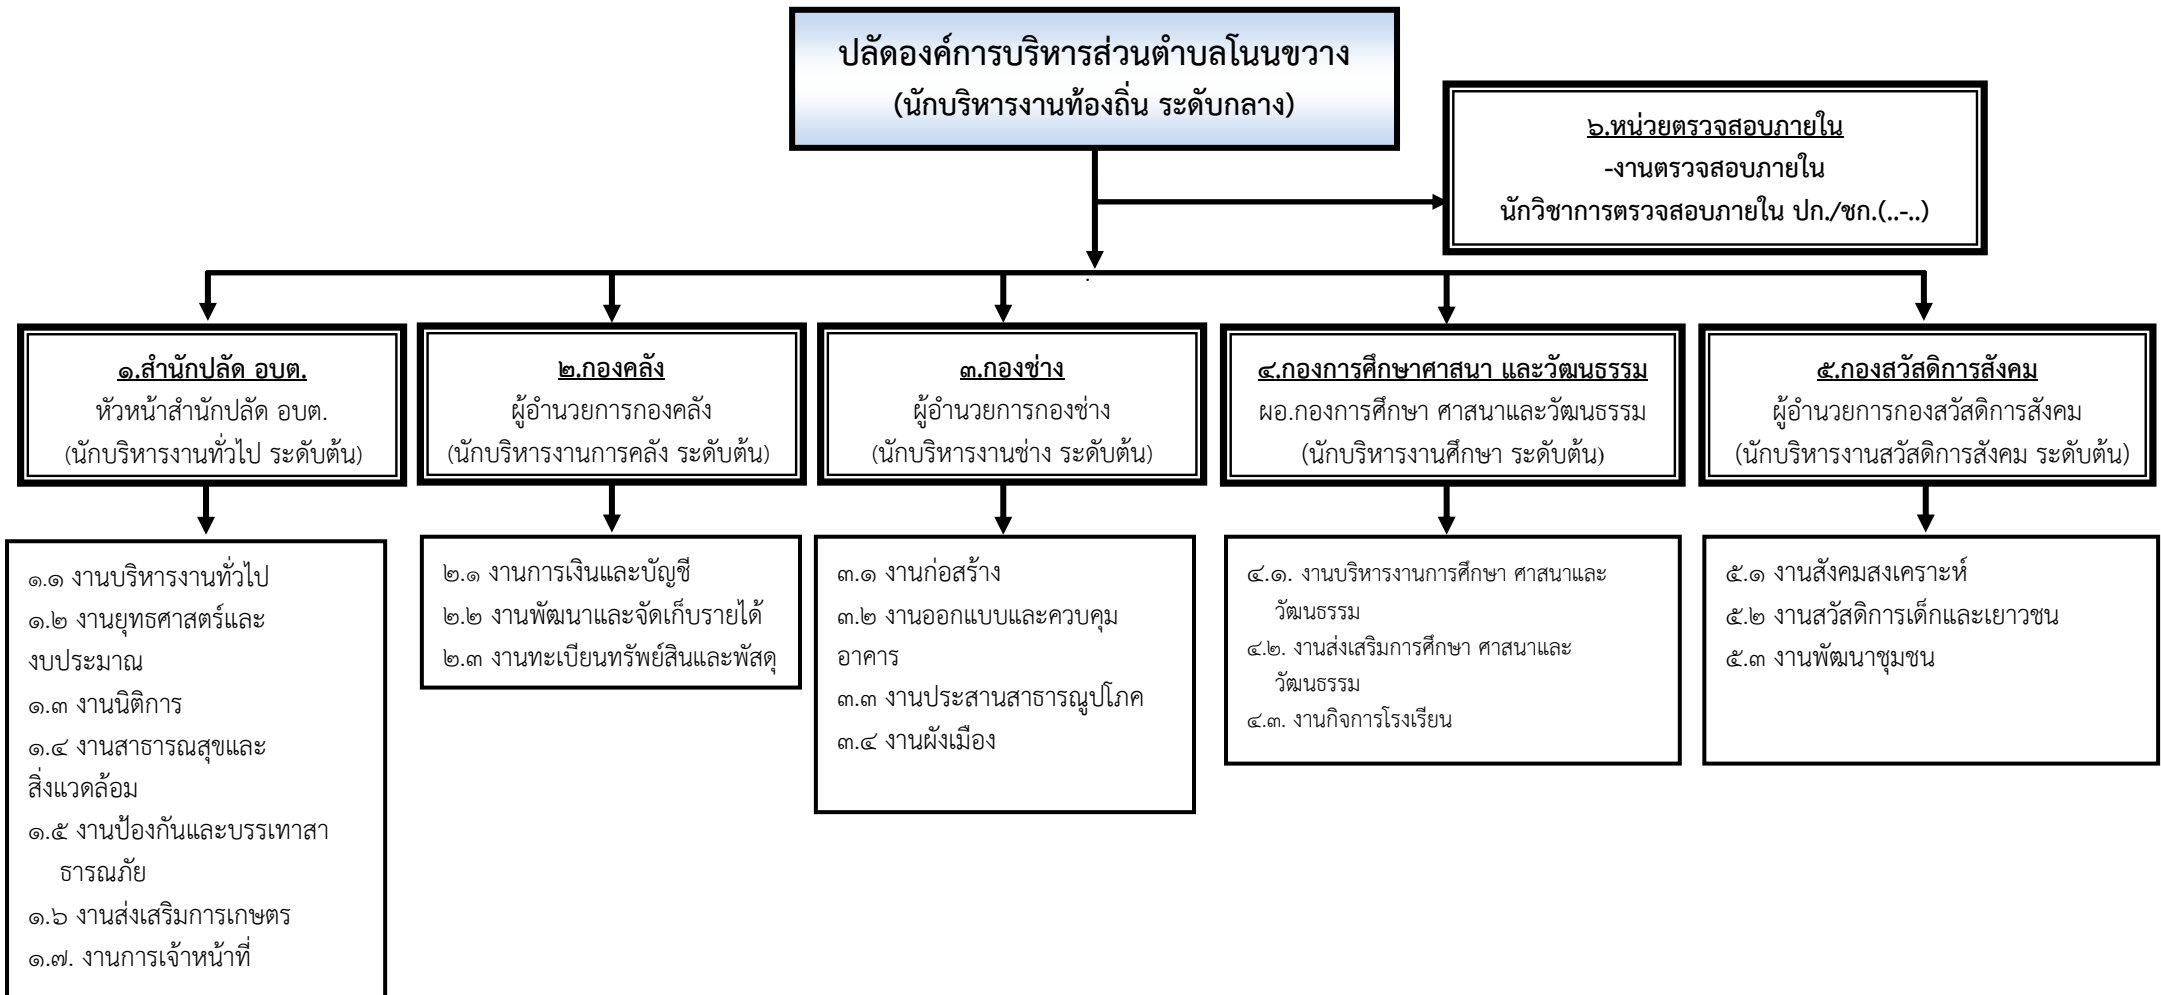 ปลัดองค์การบริหารส่วนตำบลโนนขวาง
(นักบริหารงานท้องถิ่น ระดับกลาง)
๖.หน่วยตรวจสอบภายใน
-งานตรวจสอบภายใน
นักวิชาการตรวจสอบภายใน ปก./ชก.(..-..)
๑.สำนักปลัด อบต.
หัวหน้าสำนักปลัด อบต.
(นักบริหารงานทั่วไป ระดับต้น)
๒.กองคลัง
ผู้อำนวยการกองคลัง
(นักบริหารงานการคลัง ระดับต้น)
๓.กองช่าง
ผู้อำนวยการกองช่าง
(นักบริหารงานช่าง ระดับต้น)
๔.กองการศึกษาศาสนา และวัฒนธรรม
ผอ.กองการศึกษา ศาสนาและวัฒนธรรม
(นักบริหารงานศึกษา ระดับต้น)
๕.กองสวัสดิการสังคม
ผู้อำนวยการกองสวัสดิการสังคม
(นักบริหารงานสวัสดิการสังคม ระดับต้น)
๑.๑ งานบริหารงานทั่วไป
๑.๒ งานยุทธศาสตร์และ
งบประมาณ
๑.๓ งานนิติการ
๑.๔ งานสาธารณสุขและ
สิ่งแวดล้อม
๑.๕ งานป้องกันและบรรเทาสา
ธารณภัย
๑.๖ งานส่งเสริมการเกษตร
๑.๗. งานการเจ้าหน้าที่
๒.๑ งานการเงินและบัญชี
๒.๒ งานพัฒนาและจัดเก็บรายได้
๒.๓ งานทะเบียนทรัพย์สินและพัสดุ
๓.๑ งานก่อสร้าง
๓.๒ งานออกแบบและควบคุม
อาคาร
๓.๓ งานประสานสาธารณูปโภค
๓.๔ งานผังเมือง
๔.๑. งานบริหารงานการศึกษา ศาสนาและ
วัฒนธรรม
๔.๒. งานส่งเสริมการศึกษา ศาสนาและ
วัฒนธรรม
๔.๓. งานกิจการโรงเรียน
๕.๑ งานสังคมสงเคราะห์
๕.๒ งานสวัสดิการเด็กและเยาวชน
๕.๓ งานพัฒนาชุมชน